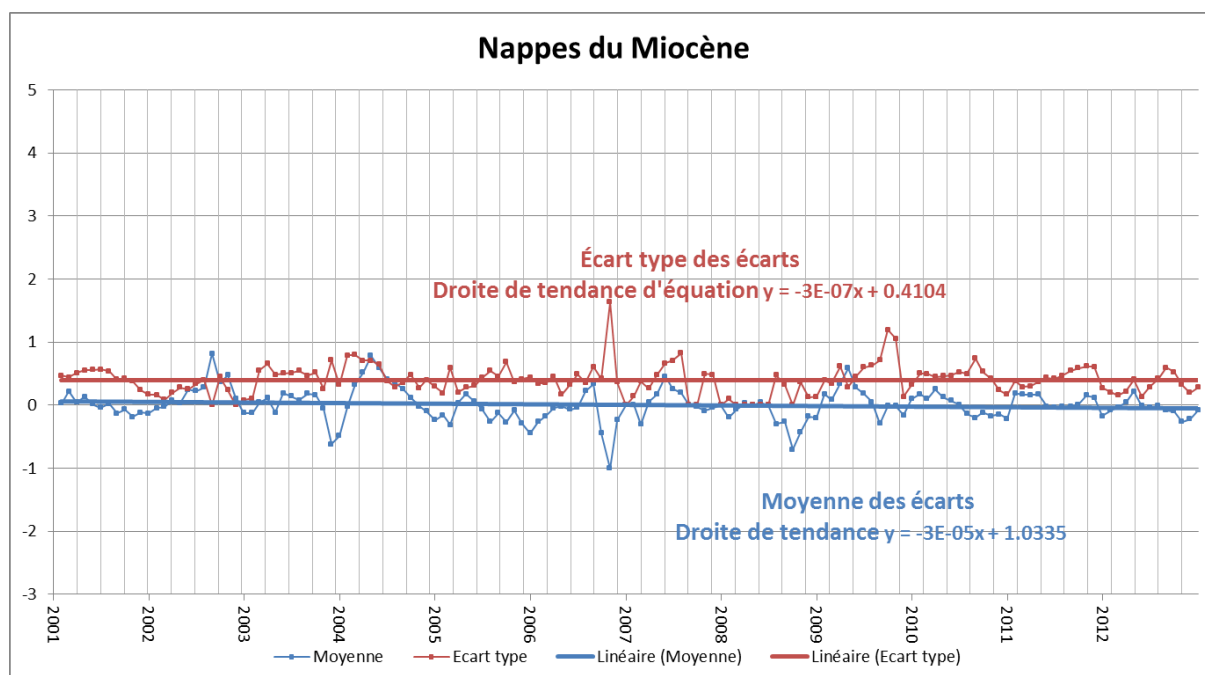 Nappes du Miocène
5
4
3
2
1
0
-1
-2
-3
Écart type des écarts
Droite de tendance d'équation y = -3E-07x + 0.4104
Moyenne des écarts
Droite de tendance y = -3E-05x + 1.0335
2001 2002 2003 2004 2005 2006 2007 2008 2009 2010 2011 2012
Moyenne Ecart type Linéaire (Moyenne) Linéaire (Ecart type)